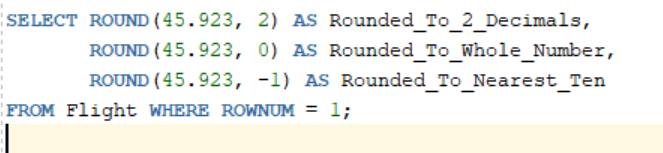 SELECT ROUND(45.923, 2) AS Rounded_To_2_Decimals,
ROUND(45.923, 0) AS Rounded_To_Whole_Number,
ROUND(45.923, -1) AS Rounded_To_Nearest_Ten
FROM Flight WHERE ROWNUM = 1;